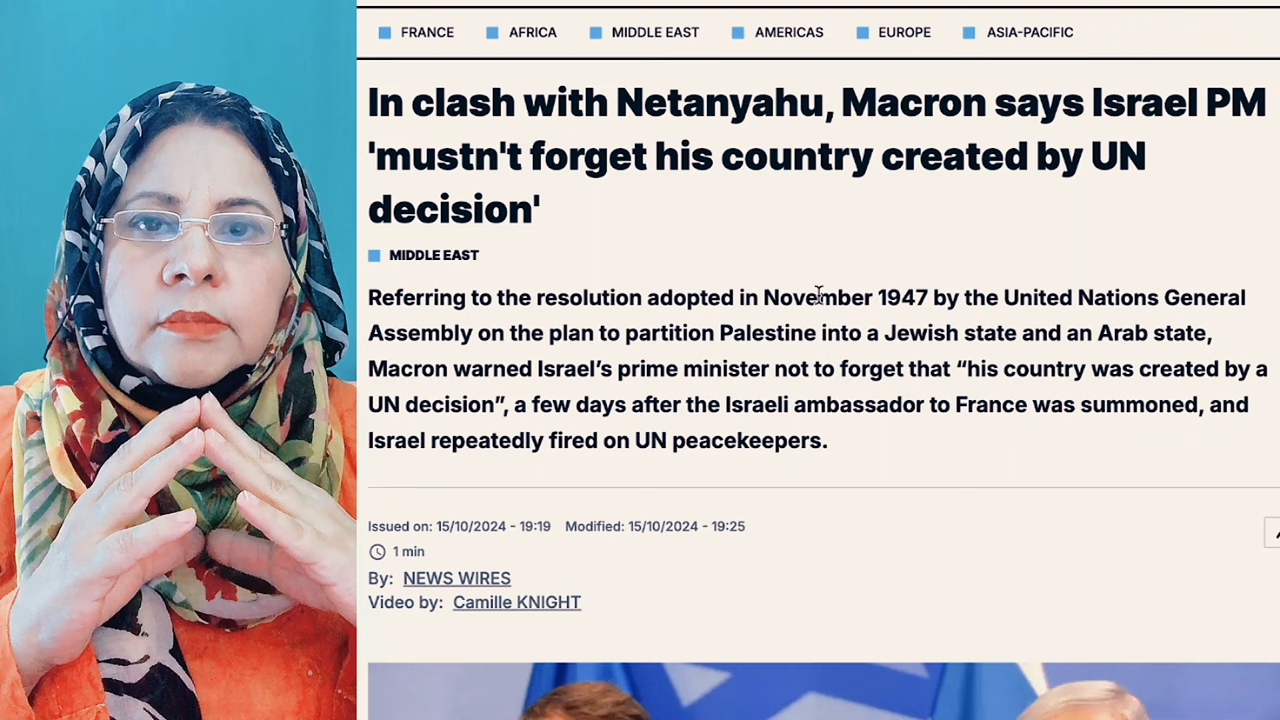 FRANCE AFRICA MIDDLE EAST AMERICAS EUROPE ASIA-PACIFIC
In clash with Netanyahu, Macron says Israel PM
'mustn't forget his country created by UN
decision'
MIDDLE EAST
Referring to the resolution adopted in November 1947 by the United Nations General
Assembly on the plan to partition Palestine into a Jewish state and an Arab state,
Macron warned Israel’s prime minister not to forget that “his country was created by a
UN decision”, a few days after the Israeli ambassador to France was summoned, and
Israel repeatedly fired on UN peacekeepers.
Issued on: 15/10/2024 - 19:19 Modified: 15/10/2024 - 19:25
1 min
By: NEWS WIRES
Video by: Camille KNIGHT